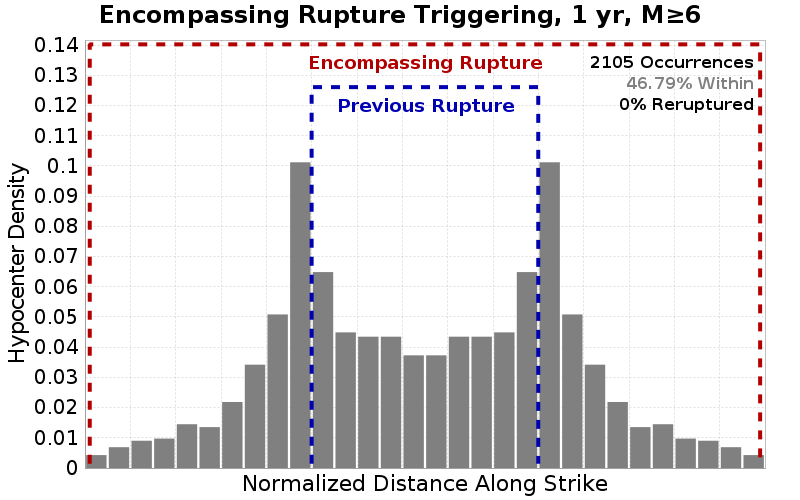 Encompassing Rupture Triggering, 1 yr, M≥6
0.14
0.13
0.12
0.11
0.1
0.09
0.08
0.07
0.06
0.05
0.04
0.03
0.02
0.01
0
Hypocenter Density
Encompassing Rupture
Previous Rupture
2105 Occurrences
46.79% Within
0% Reruptured
Normalized Distance Along Strike